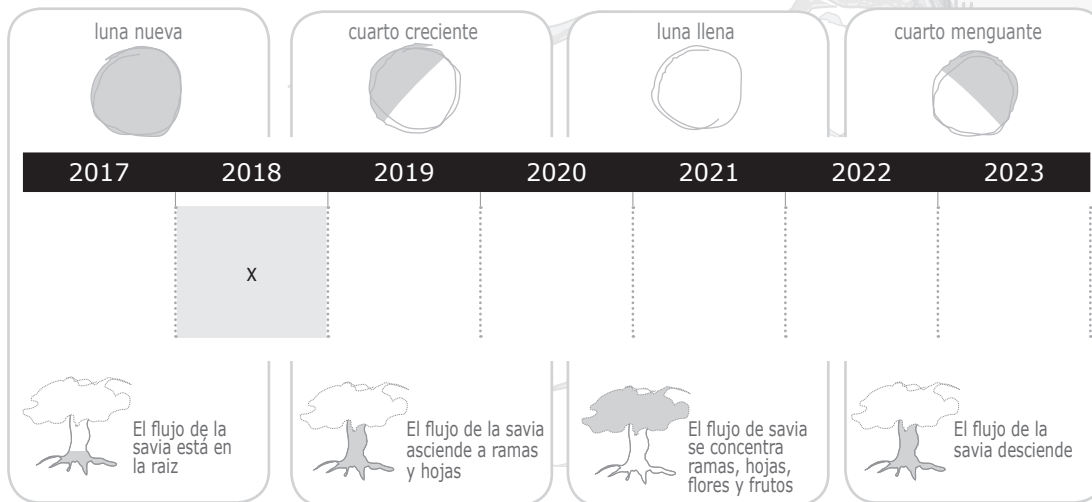 luna nueva
cuarto creciente
luna llena
cuarto menguante
2017 2018 2019 2020 2021 2022 2023
X
El flujo de la
savia está en
la raiz
El flujo de la savia
asciende a ramas
y hojas
El flujo de savia
se concentra
ramas, hojas,
flores y frutos
El flujo de la
savia desciende